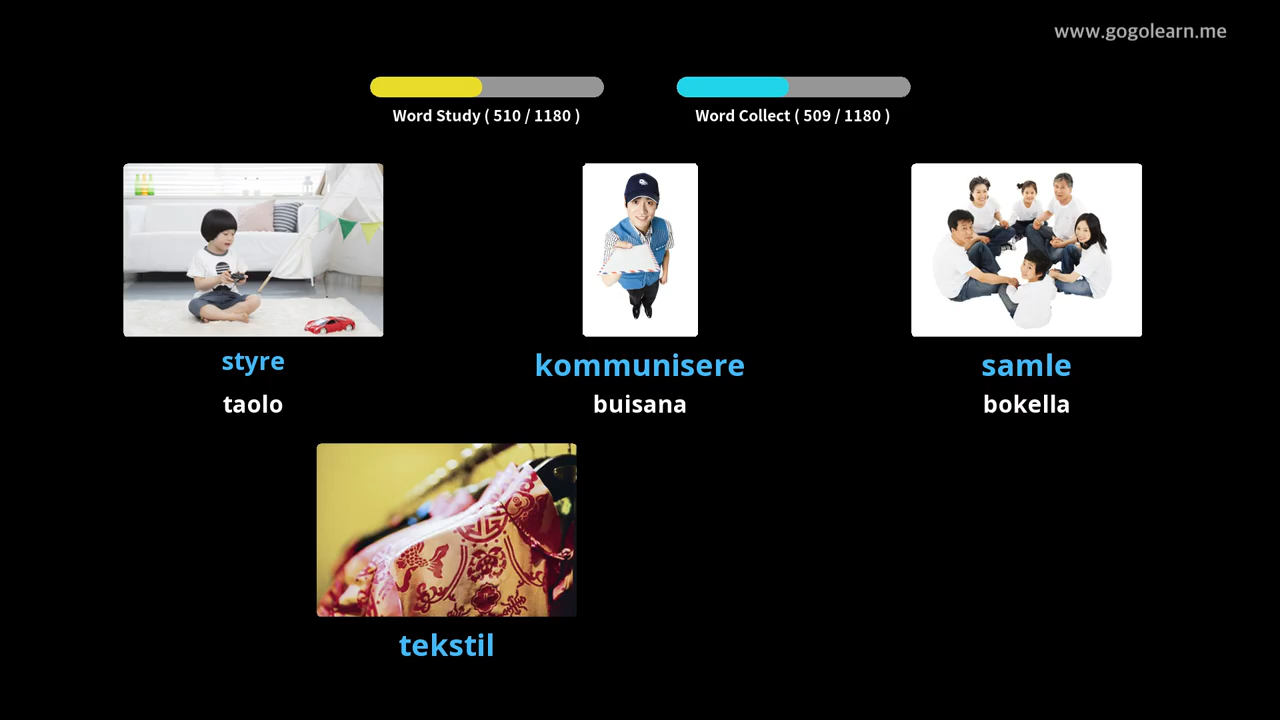 www.gogolearn.me
Word Study ( 510 / 1180 )
Word Collect ( 509 / 1180 )
styre
kommunisere
samle
taolo
buisana
bokella
tekstil